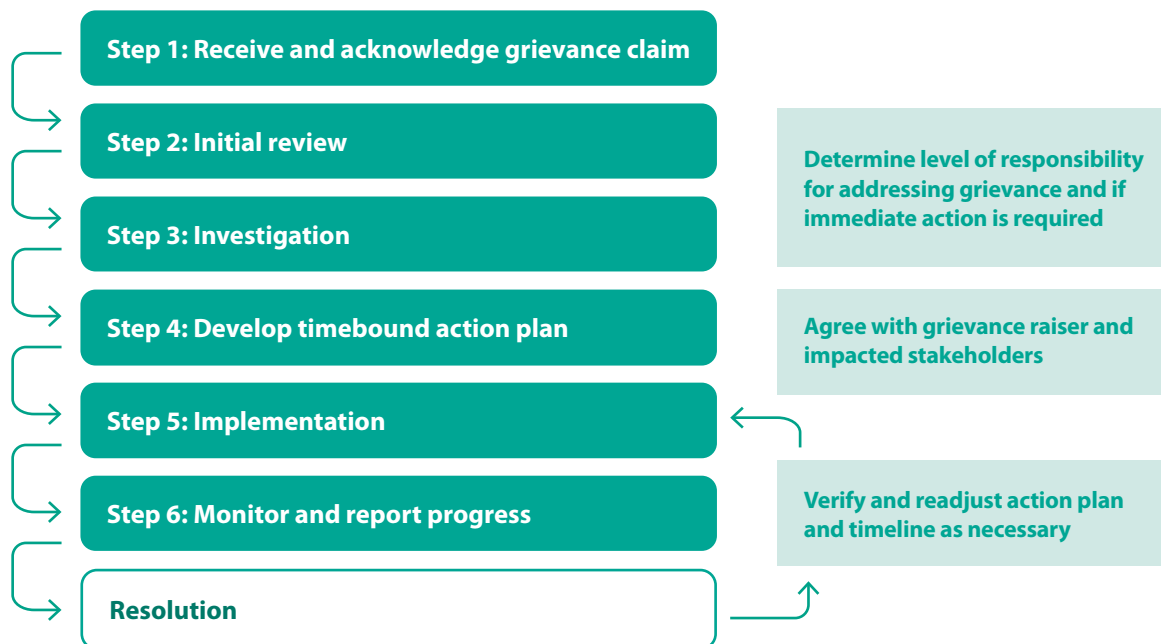 Step 1: Receive and acknowledge grievance claim
Step 2: Initial review
Step 3: Investigation
Step 4: Develop timebound action plan
Step 5: Implementation
Step 6: Monitor and report progress
Resolution
Determine level of responsibility
for addressing grievance and if
immediate action is required
Agree with grievance raiser and
impacted stakeholders
Verify and readjust action plan
and timeline as necessary